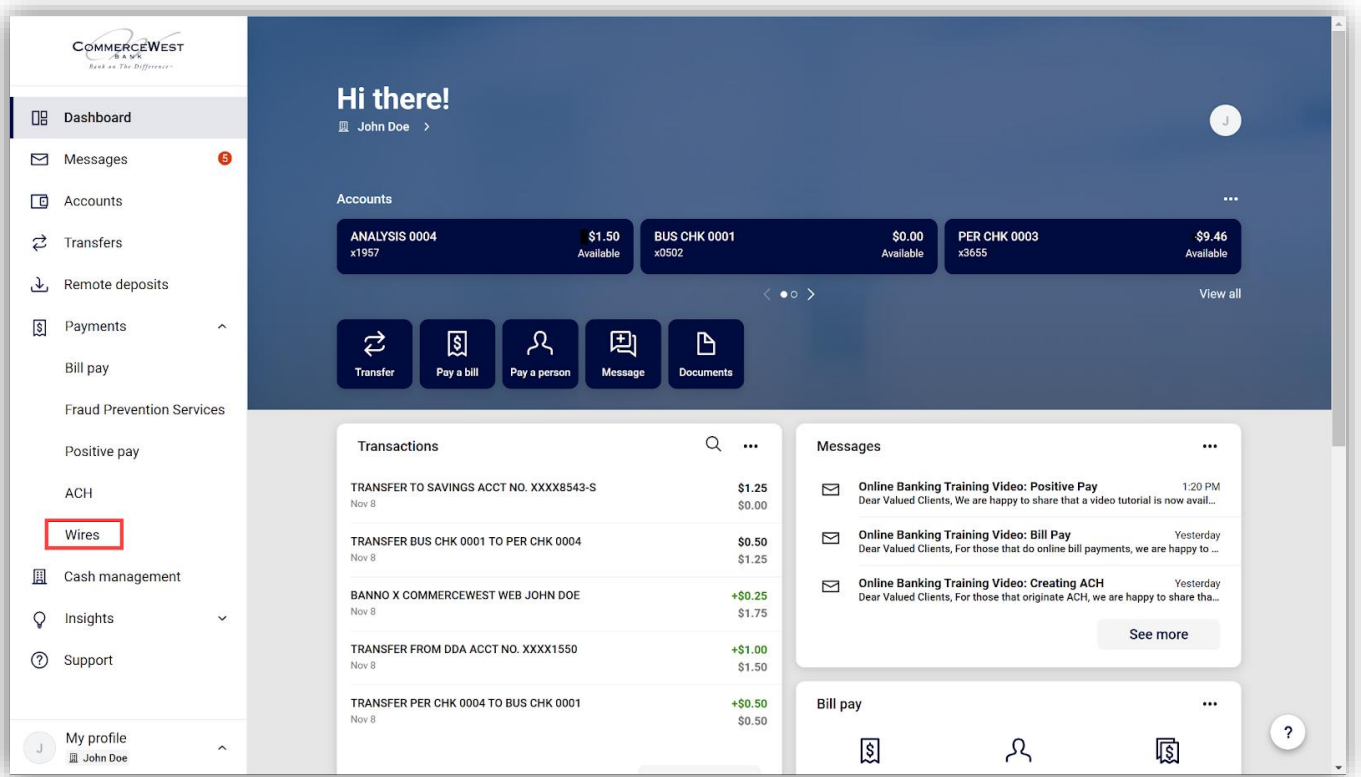 COMMERCEWEST
BANK
Bank on The Difference
Dashboard
Messages 5
Accounts
Transfers
Remote deposits
Payments
Bill pay
Fraud Prevention Services
Positive pay
ACH
Wires
Cash management
Insights
Support
J
My profile
John Doe
Hi there!
John Doe
J
Accounts
ANALYSIS 0004 $1.50
x1957 Available
BUS CHK 0001 $0.00
x0502 Available
PER CHK 0003 -$9.46
x3655 Available
View all
Transfer
Pay a bill
Pay a person
Message
Documents
Transactions
TRANSFER TO SAVINGS ACCT NO. XXXX8543-S $1.25
Nov 8 $0.00
TRANSFER BUS CHK 0001 TO PER CHK 0004 $0.50
Nov 8 $1.25
BANNO X COMMERCEWEST WEB JOHN DOE +$0.25
Nov 8 $1.75
TRANSFER FROM DDA ACCT NO. XXXX1550 +$1.00
Nov 8 $1.50
TRANSFER PER CHK 0004 TO BUS CHK 0001 +$0.50
Nov 8 $0.50
Messages
Online Banking Training Video: Positive Pay 1:20 PM
Dear Valued Clients, We are happy to share that a video tutorial is now avail...
Online Banking Training Video: Bill Pay Yesterday
Dear Valued Clients, For those that do online bill payments, we are happy to ...
Online Banking Training Video: Creating ACH Yesterday
Dear Valued Clients, For those that originate ACH, we are happy to share tha...
See more
Bill pay
?